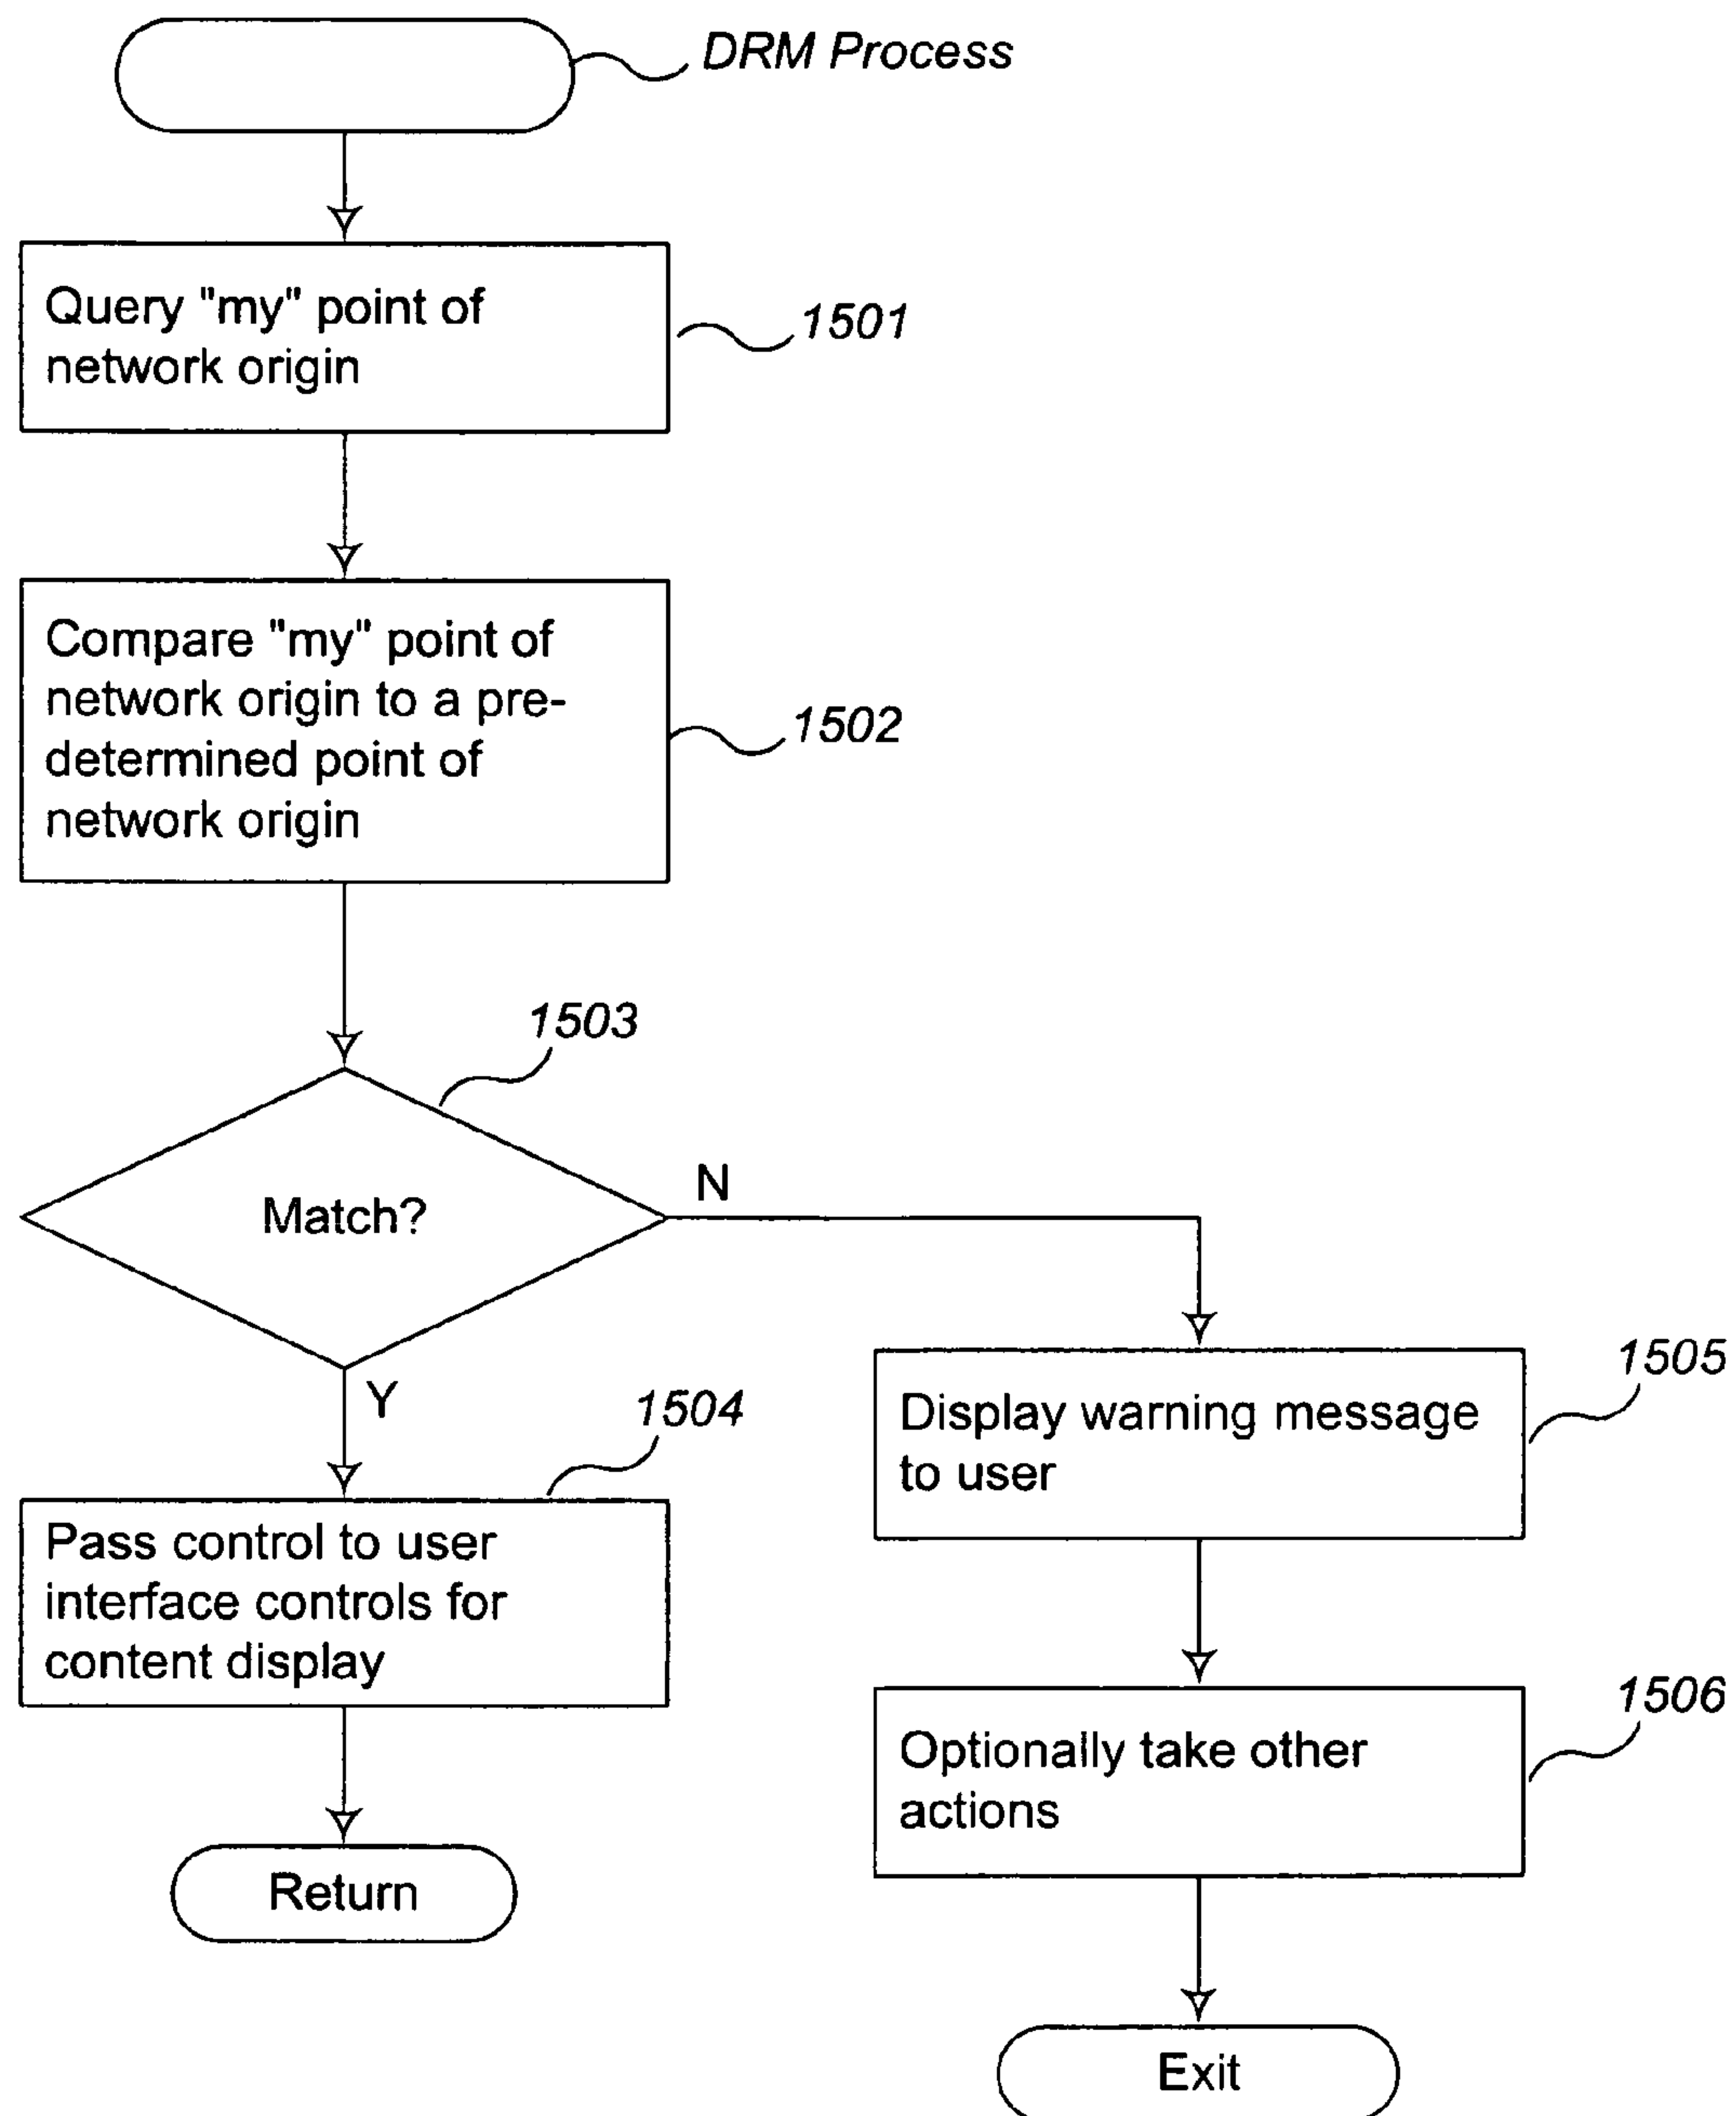 DRM Process
Query "my" point of
network origin
1501
Compare "my" point of
network origin to a pre-
determined point of
network origin
1502
1503
Match?
N
Y
1504
Pass control to user
interface controls for
content display
Return
1505
Display warning message
to user
1506
Optionally take other
actions
Exit